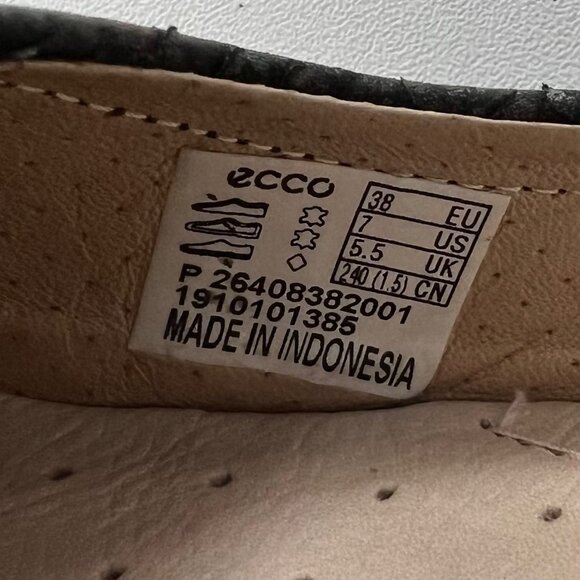 ecco
38 EU
7 US
5.5 UK
240 (1.5) CN
P 26408382001
1910101385
MADE IN INDONESIA